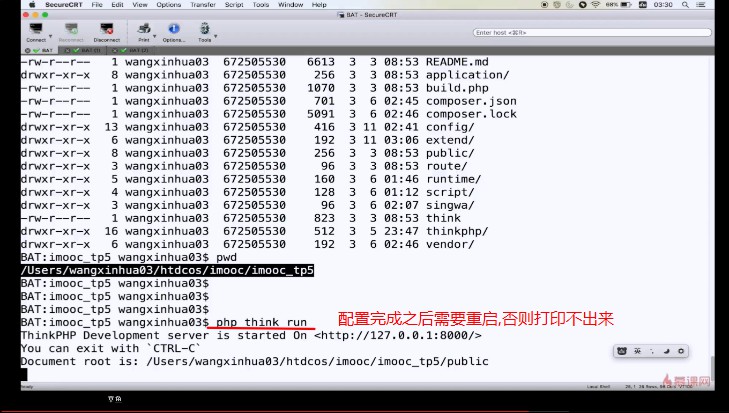 SecureCRT File Edit View Options Transfer Script Tools Window Help 68% 03:30
BAT - SecureCRT
Connect Reconnect Disconnect Print Options... Tools Enter host <⌘R>
BAT BAT (1) BAT (2)
-rw-r--r-- 1 wangxinhua03 672505530 6613 3 3 08:53 README.md
drwxr-xr-x 8 wangxinhua03 672505530 256 3 3 08:53 application/
-rw-r--r-- 1 wangxinhua03 672505530 1070 3 3 08:53 build.php
-rw-r--r-- 1 wangxinhua03 672505530 701 3 6 02:45 composer.json
-rw-r--r-- 1 wangxinhua03 672505530 5091 3 6 02:46 composer.lock
drwxr-xr-x 13 wangxinhua03 672505530 416 3 11 02:41 config/
drwxr-xr-x 6 wangxinhua03 672505530 192 3 11 03:06 extend/
drwxr-xr-x 8 wangxinhua03 672505530 256 3 3 08:53 public/
drwxr-xr-x 3 wangxinhua03 672505530 96 3 3 08:53 route/
drwxr-xr-x 5 wangxinhua03 672505530 160 3 6 01:46 runtime/
drwxr-xr-x 4 wangxinhua03 672505530 128 3 6 01:12 script/
drwxr-xr-x 3 wangxinhua03 672505530 96 3 6 02:07 singwa/
-rw-r--r-- 1 wangxinhua03 672505530 823 3 3 08:53 think
drwxr-xr-x 16 wangxinhua03 672505530 512 3 5 23:47 thinkphp/
drwxr-xr-x 6 wangxinhua03 672505530 192 3 6 02:46 vendor/
BAT:imooc_tp5 wangxinhua03$ pwd
/Users/wangxinhua03/htdcos/imooc/imooc_tp5
BAT:imooc_tp5 wangxinhua03$
BAT:imooc_tp5 wangxinhua03$
BAT:imooc_tp5 wangxinhua03$
BAT:imooc_tp5 wangxinhua03$ php think run 配置完成之后需要重启,否则打印不出来
ThinkPHP Development server is started On <http://127.0.0.1:8000/>
You can exit with `CTRL-C`
Document root is: /Users/wangxinhua03/htdcos/imooc/imooc_tp5/public
英
慕课网
Ready